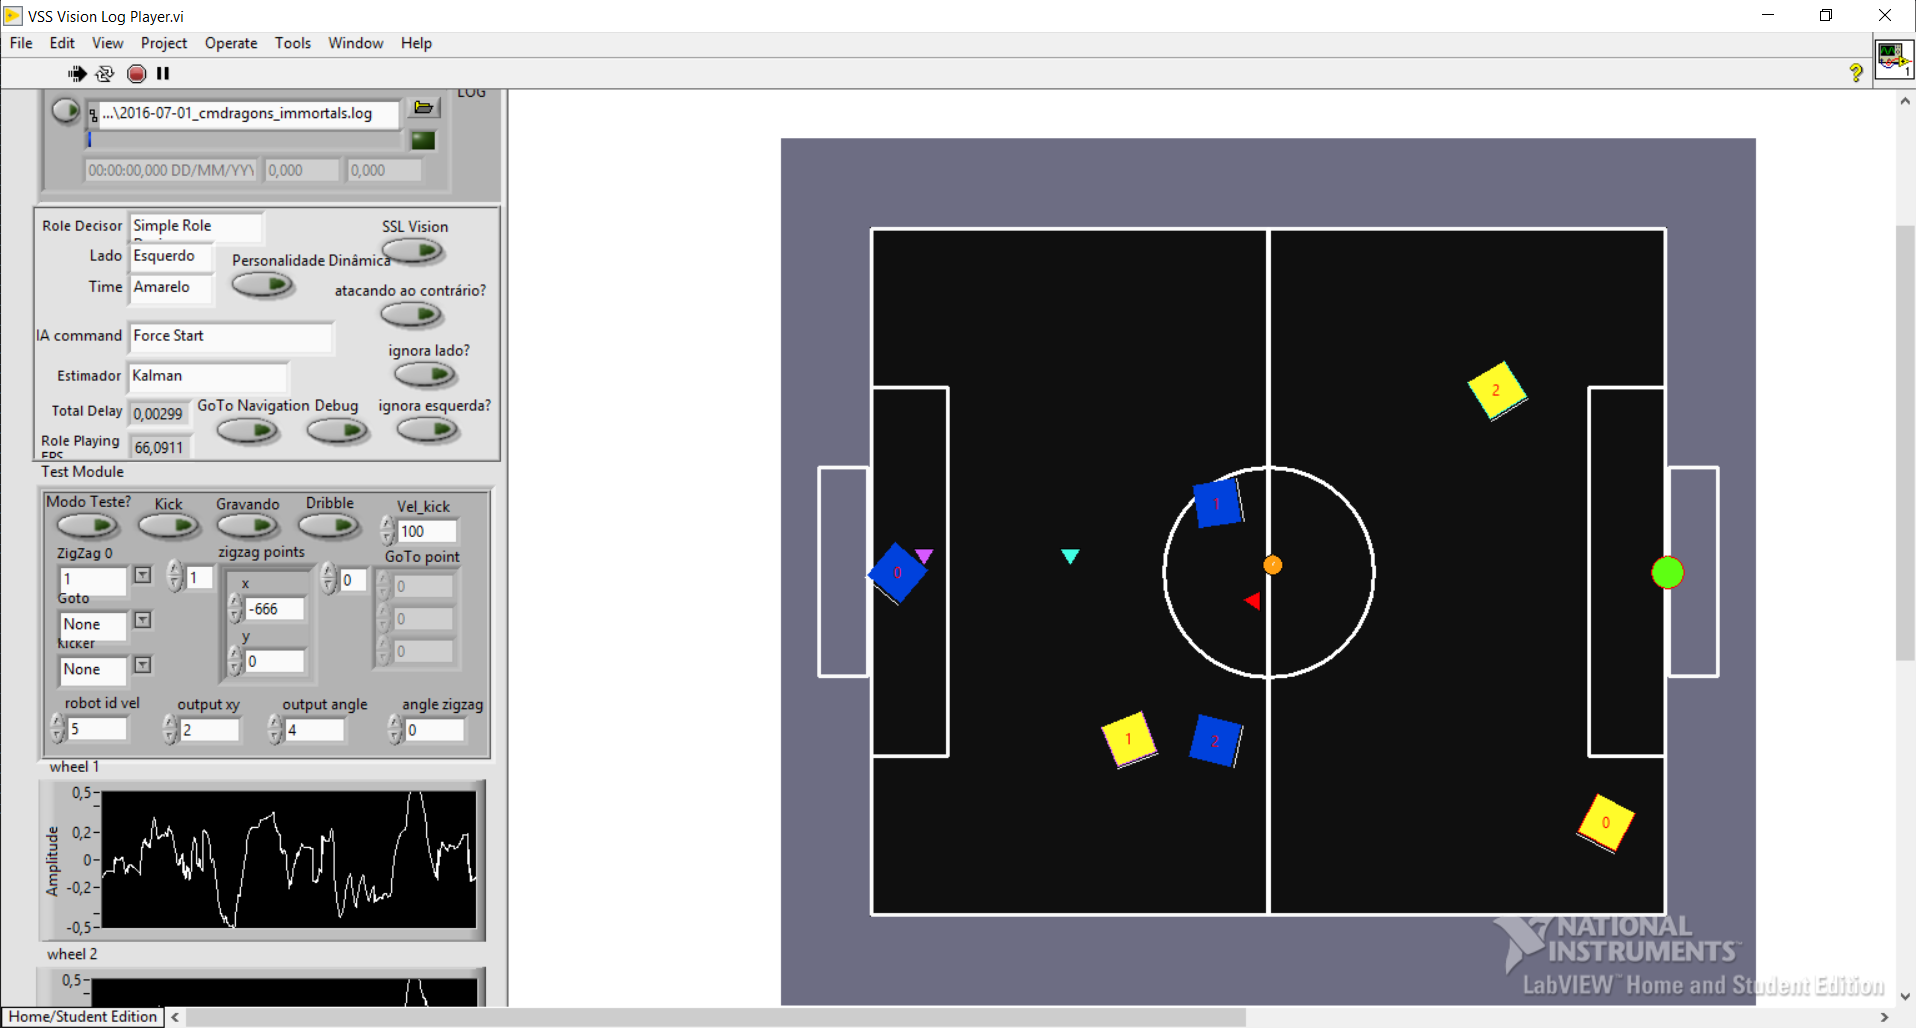 VSS Vision Log Player.vi
File Edit View Project Operate Tools Window Help
1
LOG
...\2016-07-01_cmdragons_immortals.log
00:00:00,000 DD/MM/YYY 0,000 0,000
Role Decisor Simple Role
SSL Vision
Lado Esquerdo
Personalidade Dinâmica
Time Amarelo
atacando ao contrário?
IA command Force Start
ignora lado?
Estimador Kalman
Total Delay 0,00299 GoTo Navigation Debug ignora esquerda?
Role Playing
FPS 66,0911
Test Module
Modo Teste? Kick Gravando Dribble Vel_kick
100
ZigZag 0 zigzag points GoTo point
1 1 x 0 0
Goto -666
None y 0
kicker 0 0
None
robot id vel output xy output angle angle zigzag
5 2 4 0
wheel 1
0,5
0,2
0
-0,2
-0,5
Amplitude
wheel 2
0,5
2
1
0
1
2
0
NATIONAL
INSTRUMENTS™
LabVIEW™ Home and Student Edition
Home/Student Edition